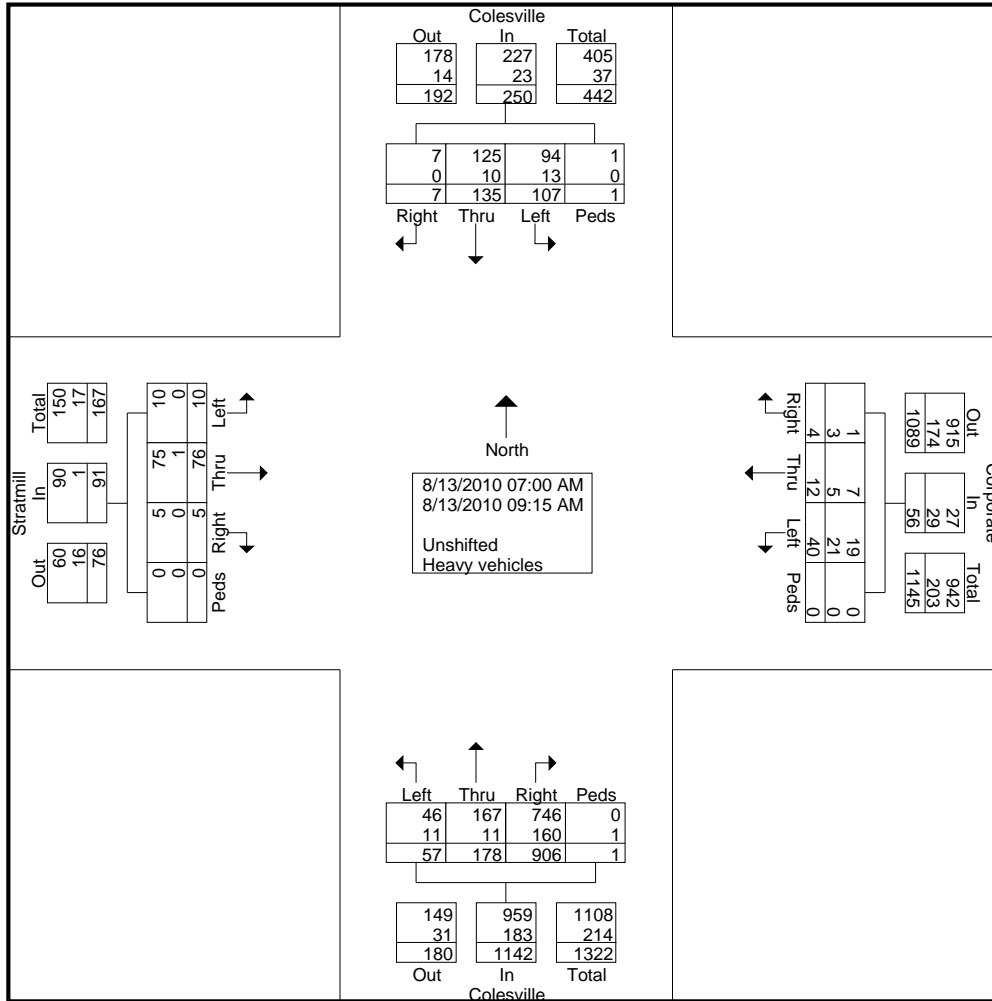 Colesville
Out In Total
178 227 405
14 23 37
192 250 442
7 125 94 1
0 10 13 0
7 135 107 1
Right Thru Left Peds
Stratmill
Total In Out
150 90 60
17 1 16
167 91 76
10 75 5 0
0 1 0 0
10 76 5 0
Left Thru Right Peds
North
8/13/2010 07:00 AM
8/13/2010 09:15 AM
Unshifted
Heavy vehicles
Corporate
Out In Total
915 27 942
174 29 203
1089 56 1145
1 7 19 0
3 5 21 0
4 12 40 0
Right Thru Left Peds
Left Thru Right Peds
46 167 746 0
11 11 160 1
57 178 906 1
149 959 1108
31 183 214
180 1142 1322
Out In Total
Colesville